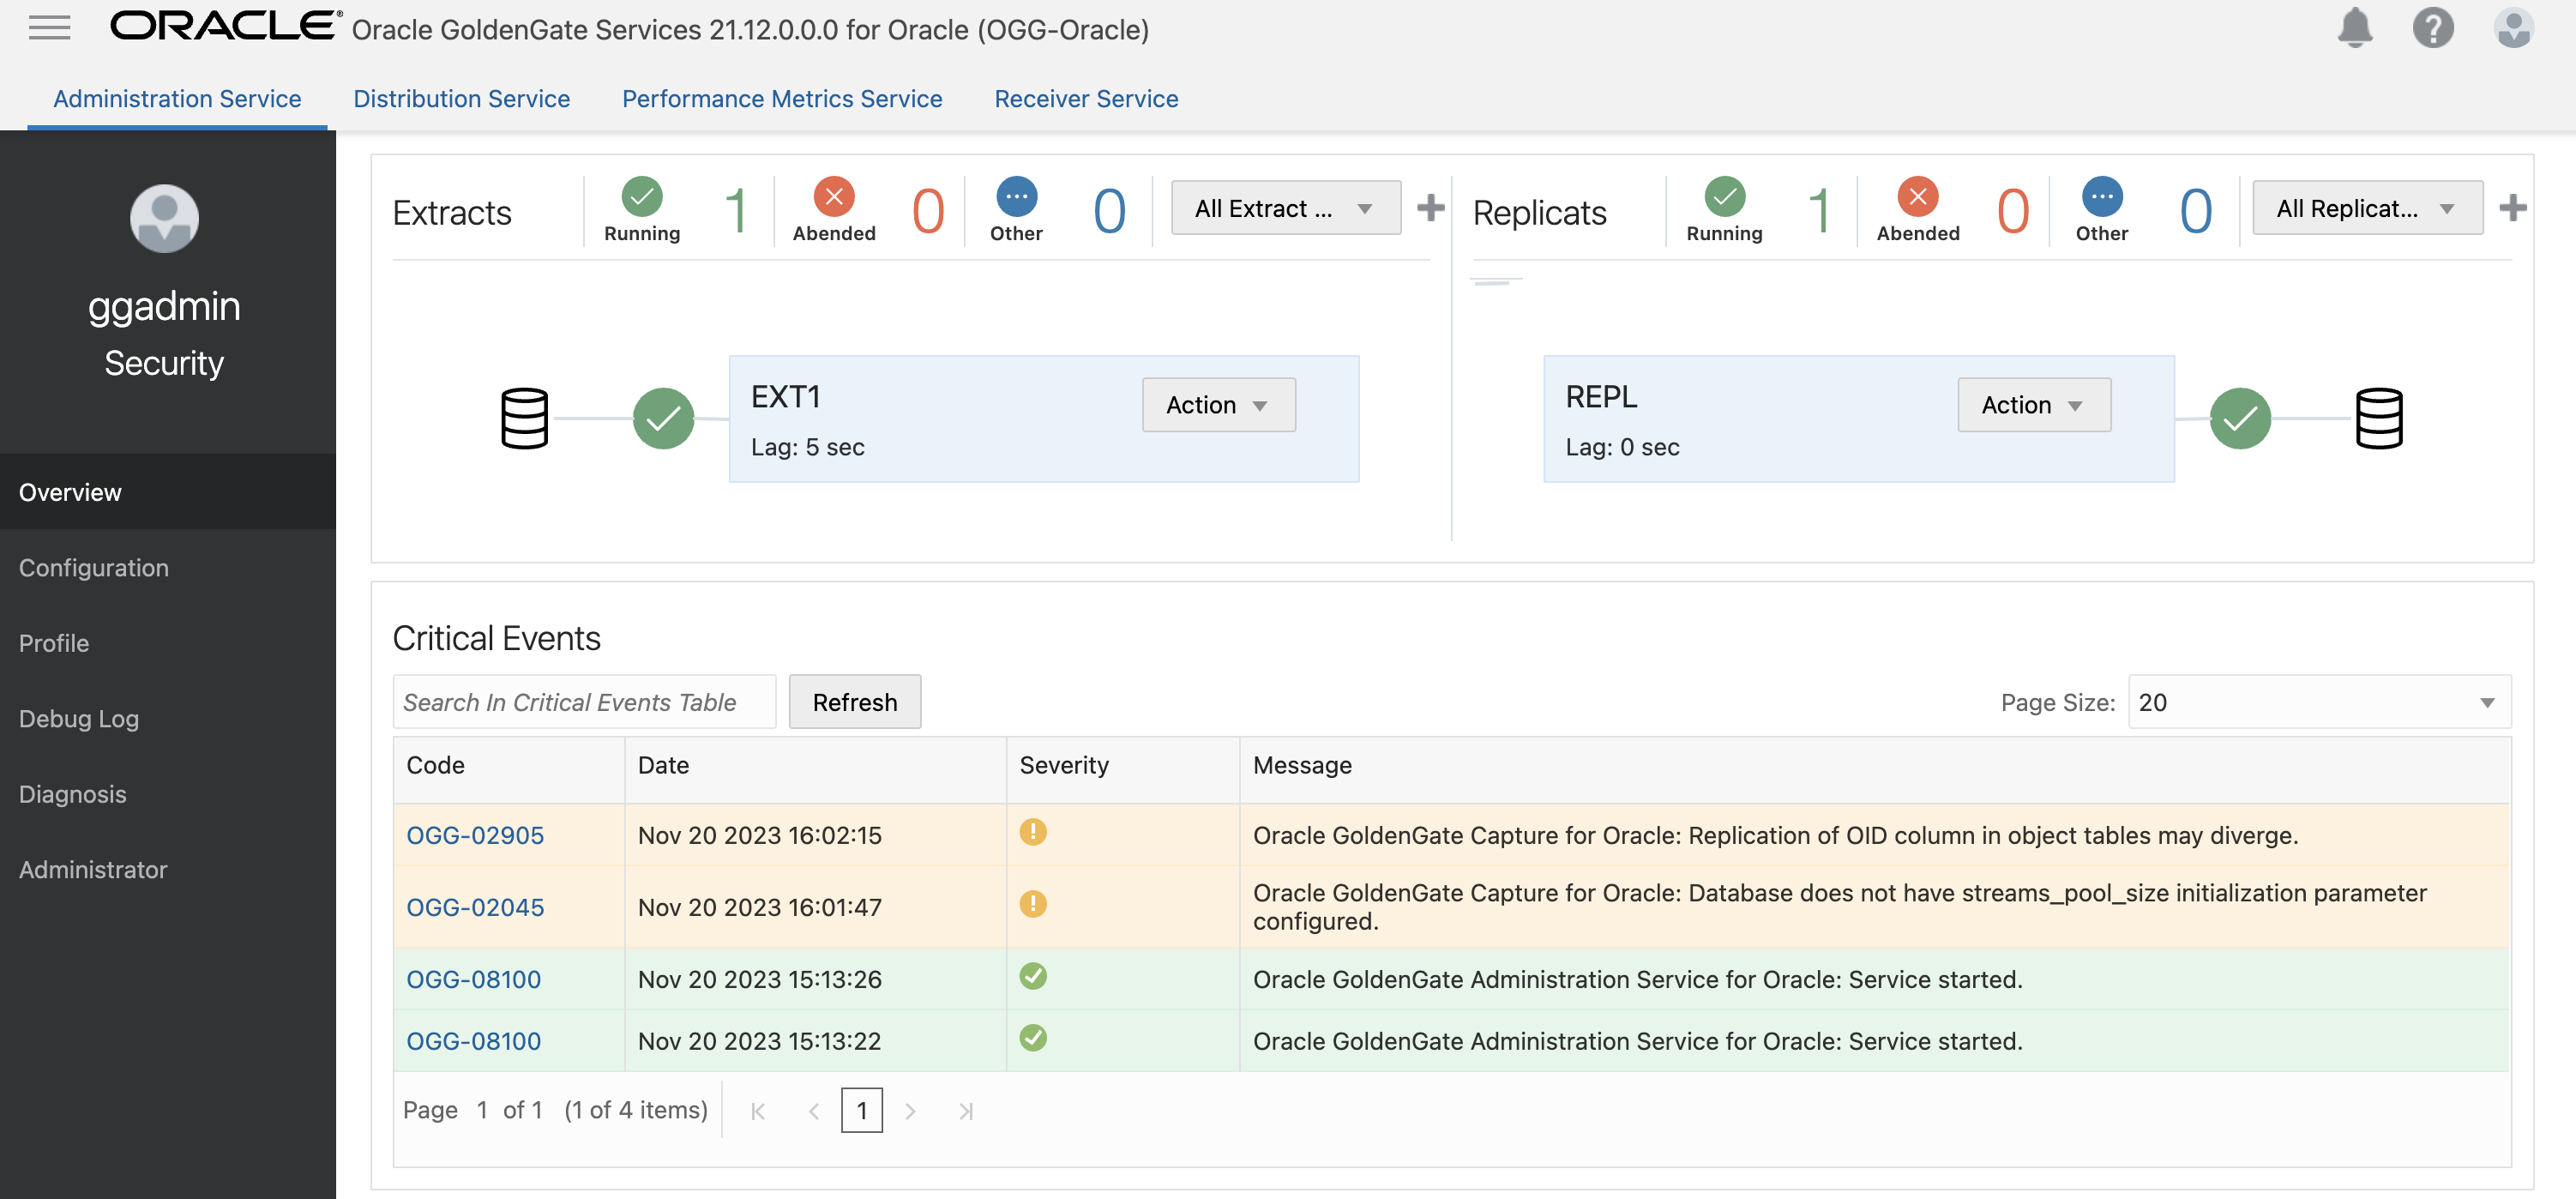 ORACLE® Oracle GoldenGate Services 21.12.0.0.0 for Oracle (OGG-Oracle)
Administration Service Distribution Service Performance Metrics Service Receiver Service
ggadmin
Security
Overview
Configuration
Profile
Debug Log
Diagnosis
Administrator
Extracts Running 1 Abended 0 Other 0 All Extract ...
EXT1 Action
Lag: 5 sec
Replicats Running 1 Abended 0 Other 0 All Replicat...
REPL Action
Lag: 0 sec
Critical Events
Search In Critical Events Table Refresh Page Size: 20
Code Date Severity Message
OGG-02905 Nov 20 2023 16:02:15 Oracle GoldenGate Capture for Oracle: Replication of OID column in object tables may diverge.
OGG-02045 Nov 20 2023 16:01:47 Oracle GoldenGate Capture for Oracle: Database does not have streams_pool_size initialization parameter
configured.
OGG-08100 Nov 20 2023 15:13:26 Oracle GoldenGate Administration Service for Oracle: Service started.
OGG-08100 Nov 20 2023 15:13:22 Oracle GoldenGate Administration Service for Oracle: Service started.
Page 1 of 1 (1 of 4 items) 1